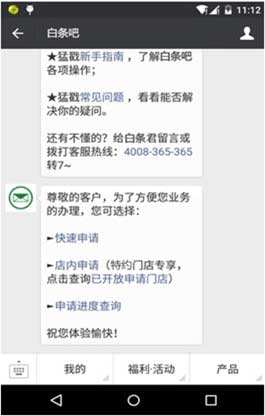 11:12
白条吧
★猛戳新手指南，了解白条吧
各项操作；
★猛戳常见问题，看看能否解
决你的疑问。
还有不懂的？给白条君留言或
拨打客服热线：4008-365-365
转7~
尊敬的客户，为了方便您业务
的办理，您可选择：
►快速申请
►店内申请（特约门店专享，
点击查询已开放申请门店）
►申请进度查询
祝您体验愉快！
我的
福利·活动
产品